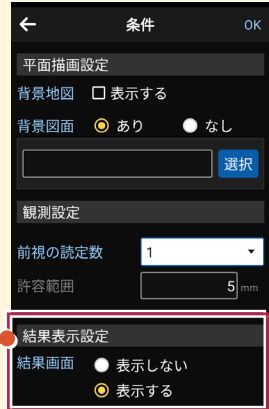 条件 OK
平面描画設定
背景地図 表示する
背景図面 あり なし
選択
観測設定
前視の読定数 1
許容範囲 5 mm
結果表示設定
結果画面 表示しない
表示する